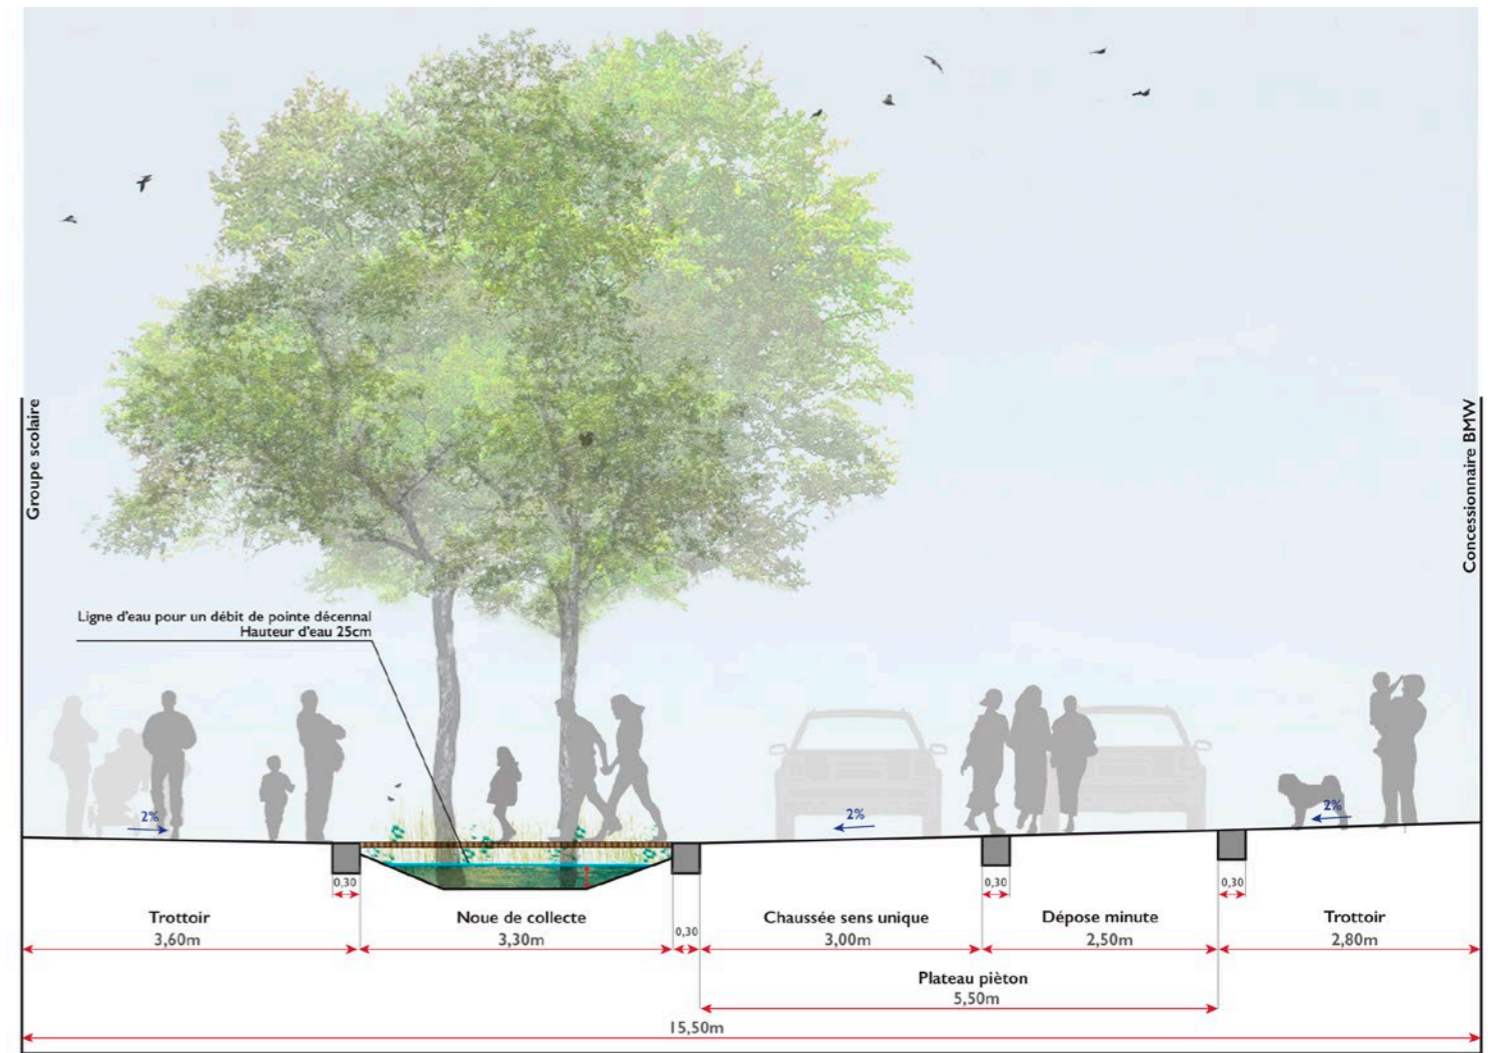 Groupe scolaire
Concessionnaire BMW
Ligne d'eau pour un débit de pointe décennal
Hauteur d'eau 25cm
2%
2%
2%
0,30
0,30
0,30
0,30
Trottoir
3,60m
Noue de collecte
3,30m
Chaussée sens unique
3,00m
Dépose minute
2,50m
Trottoir
2,80m
Plateau pièton
5,50m
15,50m